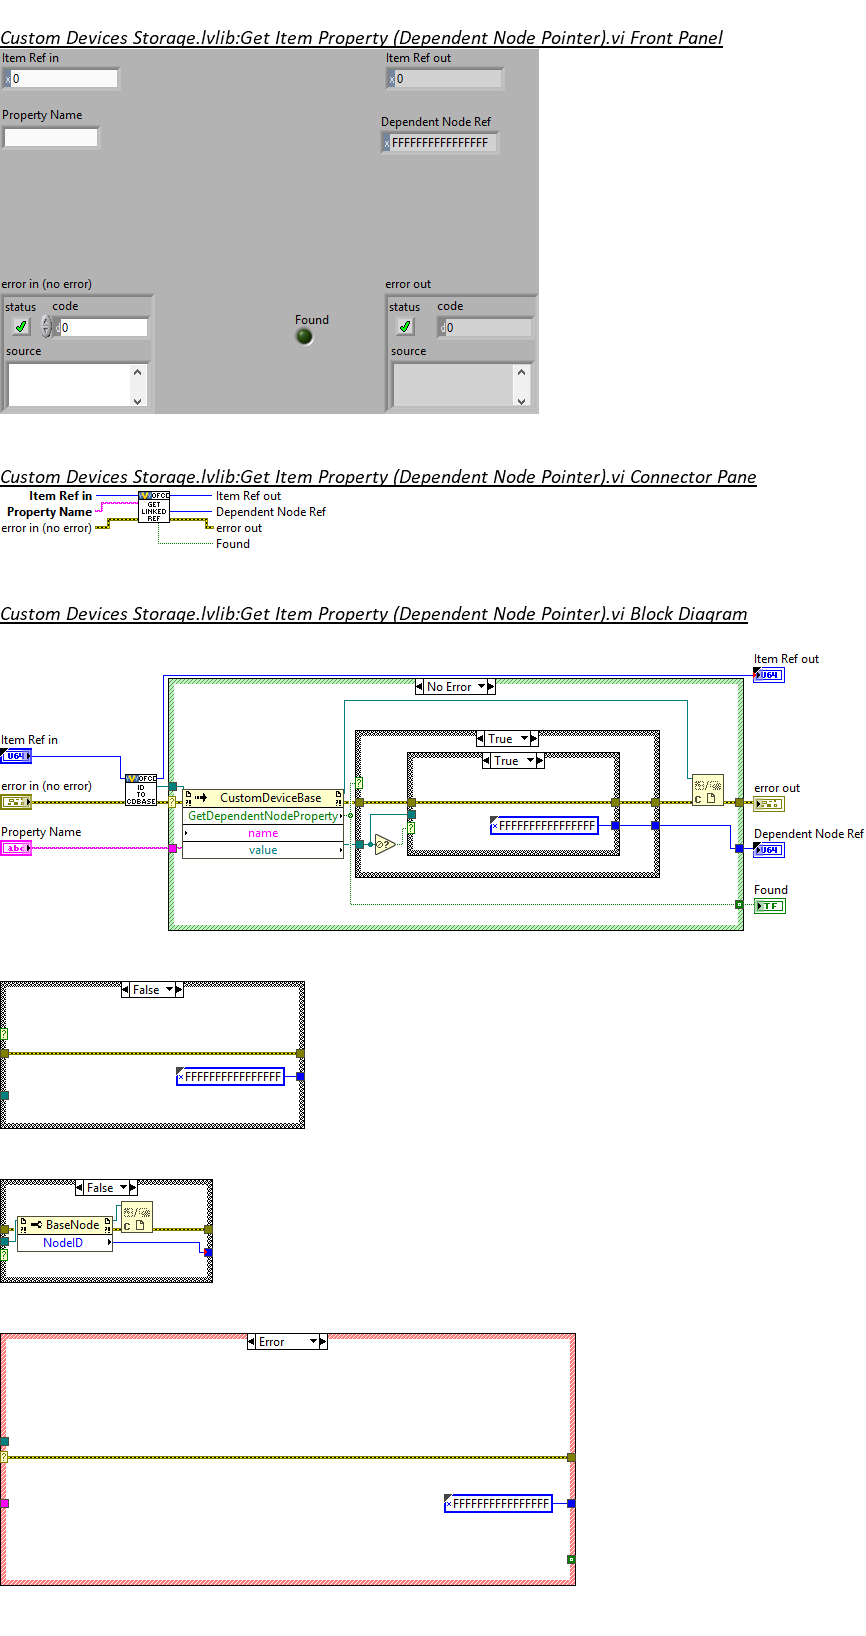 Custom Devices Storage.lvlib:Get Item Property (Dependent Node Pointer).vi Front Panel
Item Ref in
Item Ref out
x 0
x 0
Property Name
Dependent Node Ref
x FFFFFFFFFFFFFFFF
error in (no error)
error out
status code
status code
d 0
d 0
source
source
Found
Custom Devices Storage.lvlib:Get Item Property (Dependent Node Pointer).vi Connector Pane
Item Ref in
Property Name
error in (no error)
OFCE
GET
LINKED
REF
Item Ref out
Dependent Node Ref
error out
Found
Custom Devices Storage.lvlib:Get Item Property (Dependent Node Pointer).vi Block Diagram
Item Ref out
U64
No Error
Item Ref in
U64
True
True
error in (no error)
OFCE
ID
TO
CDBASE
CustomDeviceBase
GetDependentNodeProperty
name
value
x FFFFFFFFFFFFFFFF
C
error out
Property Name
abc
Dependent Node Ref
U64
Found
TF
False
x FFFFFFFFFFFFFFFF
False
BaseNode
NodeID
C
Error
x FFFFFFFFFFFFFFFF